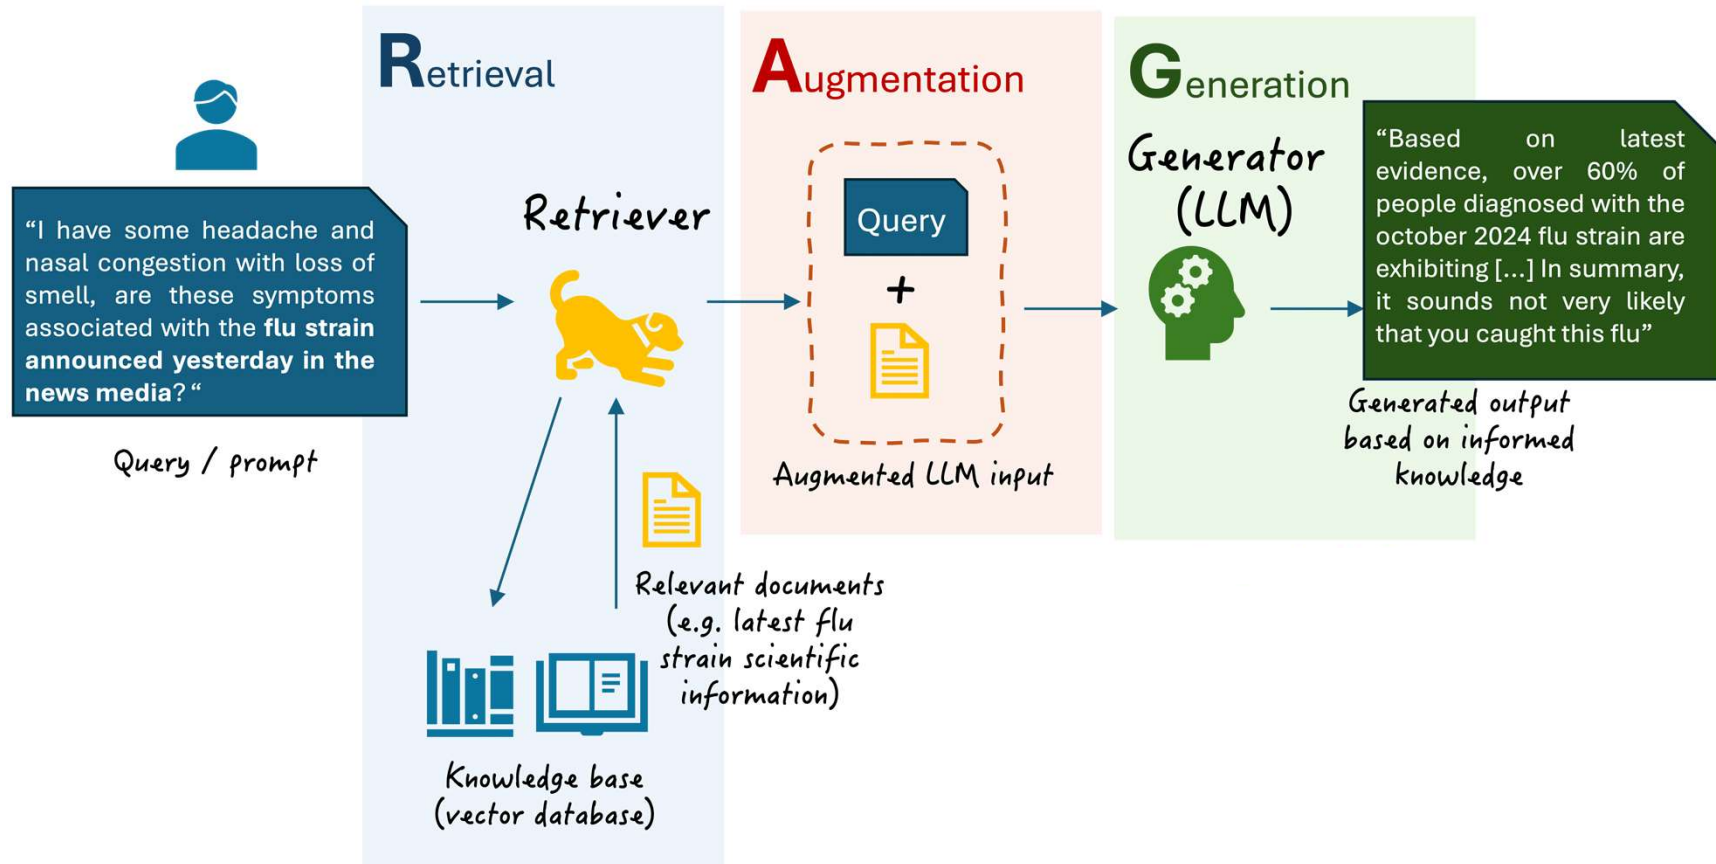 Retrieval
Augmentation
Generation
“I have some headache and
nasal congestion with loss of
smell, are these symptoms
associated with the flu strain
announced yesterday in the
news media? “
Query / prompt
Retriever
Relevant documents
(e.g. latest flu
strain scientific
information)
Knowledge base
(vector database)
Query
+
Augmented LLM input
Generator
(LLM)
“Based on latest
evidence, over 60% of
people diagnosed with the
october 2024 flu strain are
exhibiting [...] In summary,
it sounds not very likely
that you caught this flu”
Generated output
based on informed
knowledge